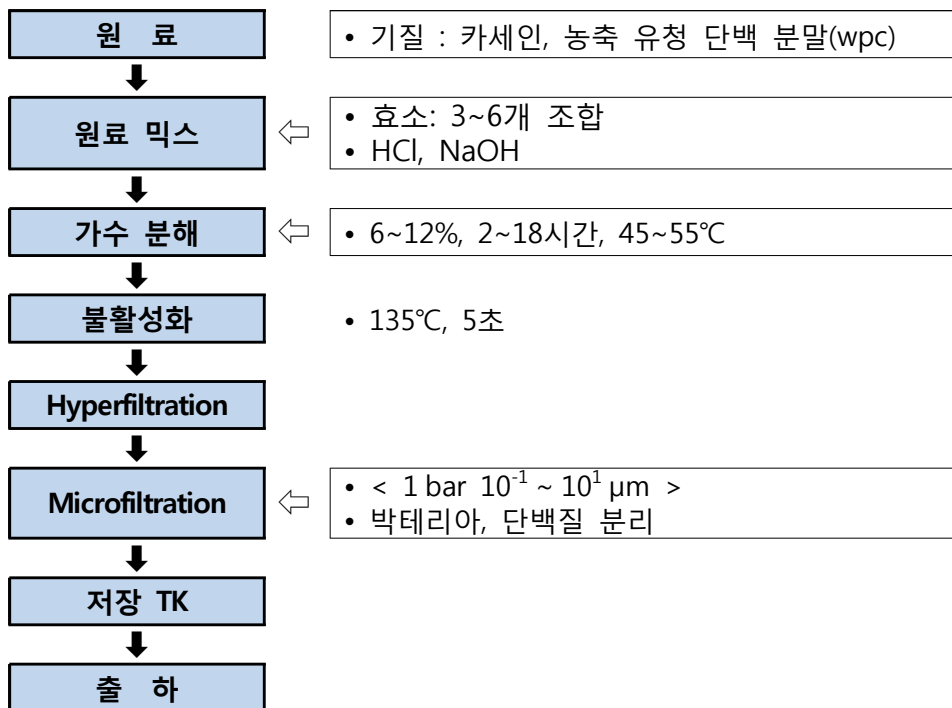 원 료
• 기질 : 카세인, 농축 유청 단백 분말(wpc)
원료 믹스
• 효소: 3~6개 조합
• HCl, NaOH
가수 분해
• 6~12%, 2~18시간, 45~55℃
불활성화
• 135℃, 5초
Hyperfiltration
Microfiltration
• < 1 bar 10⁻¹ ~ 10¹ μm >
• 박테리아, 단백질 분리
저장 TK
출 하